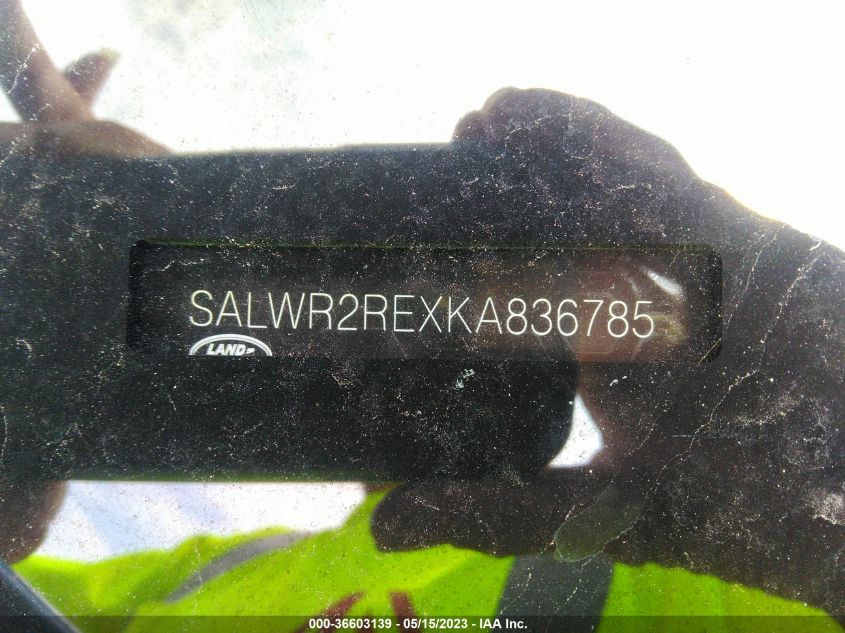 SALWR2REXKA836785
LAND
000-36603139 - 05/15/2023 - IAA Inc.